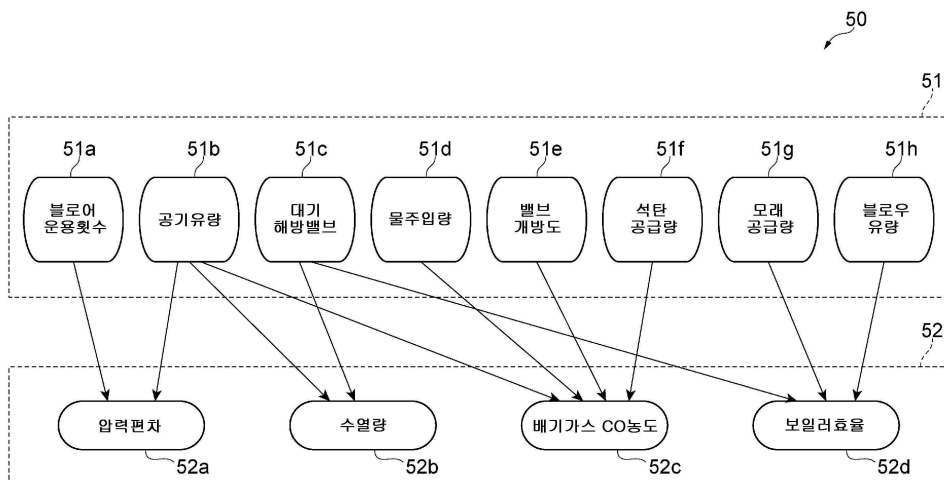 50
51
51a
51b
51c
51d
51e
51f
51g
51h
블로어
운용횟수
공기유량
대기
해방밸브
물주입량
밸브
개방도
석탄
공급량
모래
공급량
블로우
유량
52
압력편차
수열량
배기가스 CO농도
보일러효율
52a
52b
52c
52d